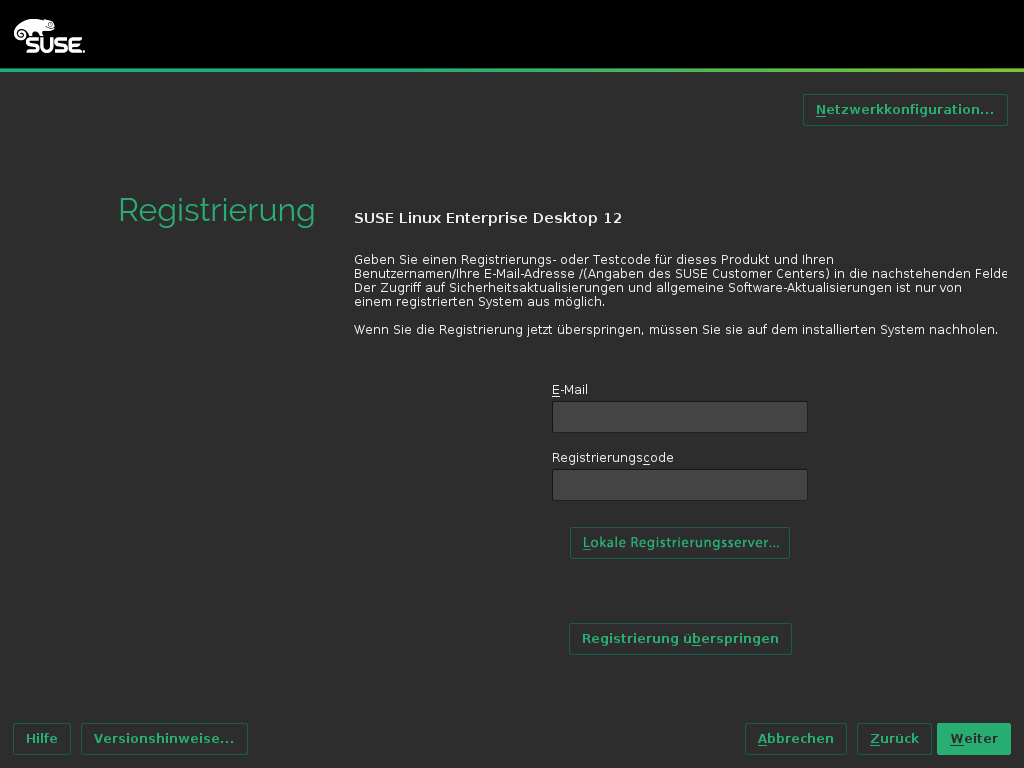 SUSE
Netzwerkkonfiguration...
Registrierung
SUSE Linux Enterprise Desktop 12
Geben Sie einen Registrierungs- oder Testcode für dieses Produkt und Ihren
Benutzernamen/Ihre E-Mail-Adresse /(Angaben des SUSE Customer Centers) in die nachstehenden Felde
Der Zugriff auf Sicherheitsaktualisierungen und allgemeine Software-Aktualisierungen ist nur von
einem registrierten System aus möglich.
Wenn Sie die Registrierung jetzt überspringen, müssen Sie sie auf dem installierten System nachholen.
E-Mail
Registrierungscode
Lokale Registrierungsserver...
Registrierung überspringen
Hilfe
Versionshinweise...
Abbrechen
Zurück
Weiter